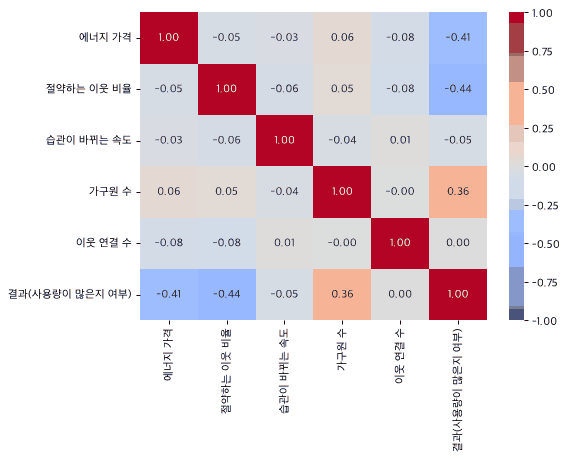 에너지 가격 1.00 -0.05 -0.03 0.06 -0.08 -0.41
절약하는 이웃 비율 -0.05 1.00 -0.06 0.05 -0.08 -0.44
습관이 바뀌는 속도 -0.03 -0.06 1.00 -0.04 0.01 -0.05
가구원 수 0.06 0.05 -0.04 1.00 -0.00 0.36
이웃 연결 수 -0.08 -0.08 0.01 -0.00 1.00 0.00
결과(사용량이 많은지 여부) -0.41 -0.44 -0.05 0.36 0.00 1.00
에너지 가격
절약하는 이웃 비율
습관이 바뀌는 속도
가구원 수
이웃 연결 수
결과(사용량이 많은지 여부)
1.00
0.75
0.50
0.25
0.00
-0.25
-0.50
-0.75
-1.00